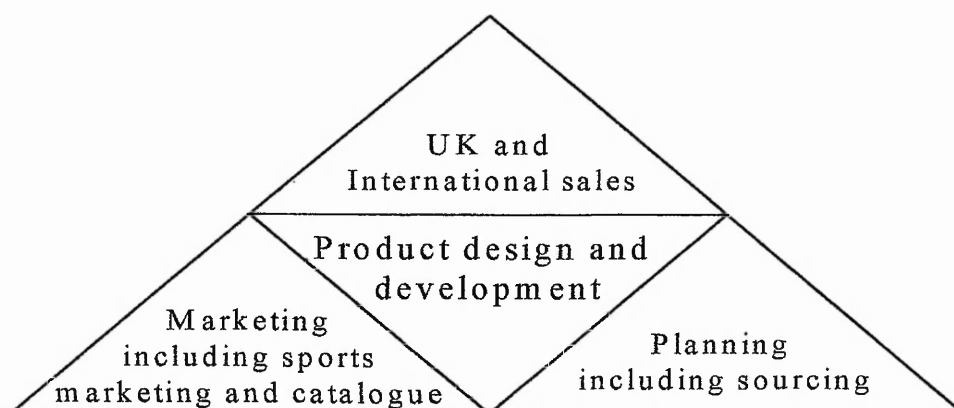 UK and
International sales
Product design and
development
Marketing
including sports
marketing and catalogue
Planning
including sourcing